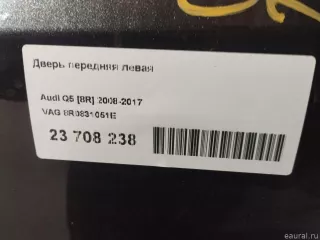 Дверь передняя левая
Audi Q5 [8R] 2008-2017
VAG 8R0831051E
23 708 238
eaural.ru